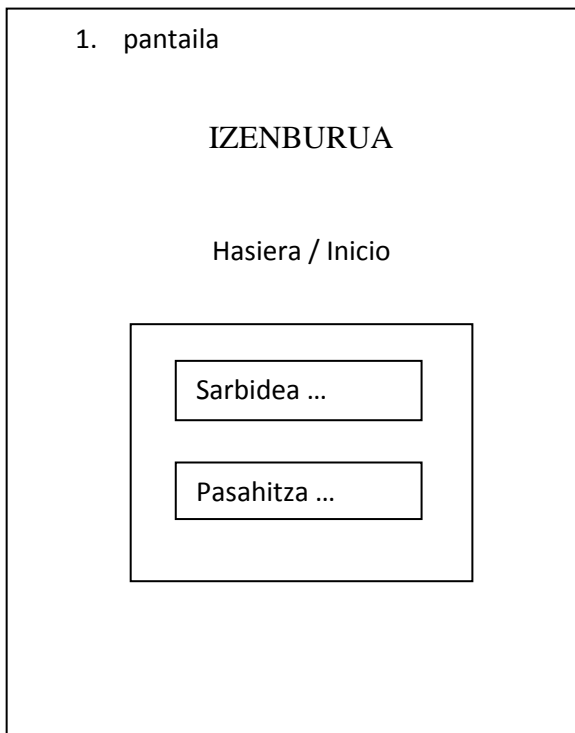 1. pantaila
IZENBURUA
Hasiera / Inicio
Sarbidea ...
Pasahitza ...